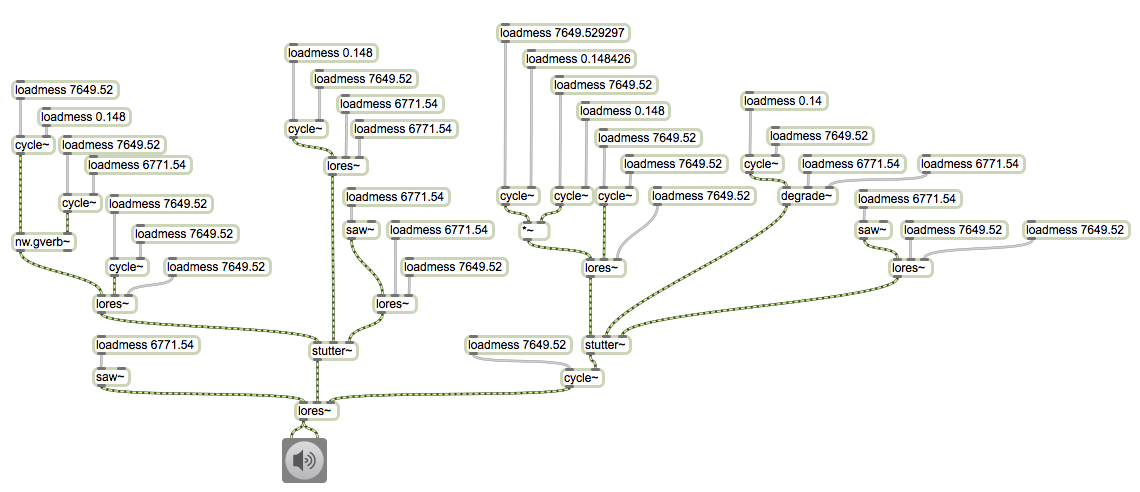 loadmess 7649.529297
loadmess 0.148
loadmess 0.148426
loadmess 7649.52
loadmess 7649.52
loadmess 7649.52
loadmess 6771.54
loadmess 0.14
loadmess 0.148
loadmess 0.148
cycle~
loadmess 6771.54
loadmess 7649.52
loadmess 7649.52
cycle~
loadmess 7649.52
loadmess 6771.54
lores~
loadmess 7649.52
cycle~
loadmess 6771.54
loadmess 6771.54
cycle~
loadmess 7649.52
loadmess 6771.54
cycle~
cycle~
cycle~
loadmess 7649.52
degrade~
loadmess 6771.54
nw.gverb~
loadmess 7649.52
saw~
loadmess 6771.54
*~
saw~
loadmess 7649.52
loadmess 7649.52
cycle~
loadmess 7649.52
loadmess 7649.52
lores~
lores~
lores~
lores~
loadmess 6771.54
stutter~
loadmess 7649.52
stutter~
saw~
cycle~
lores~